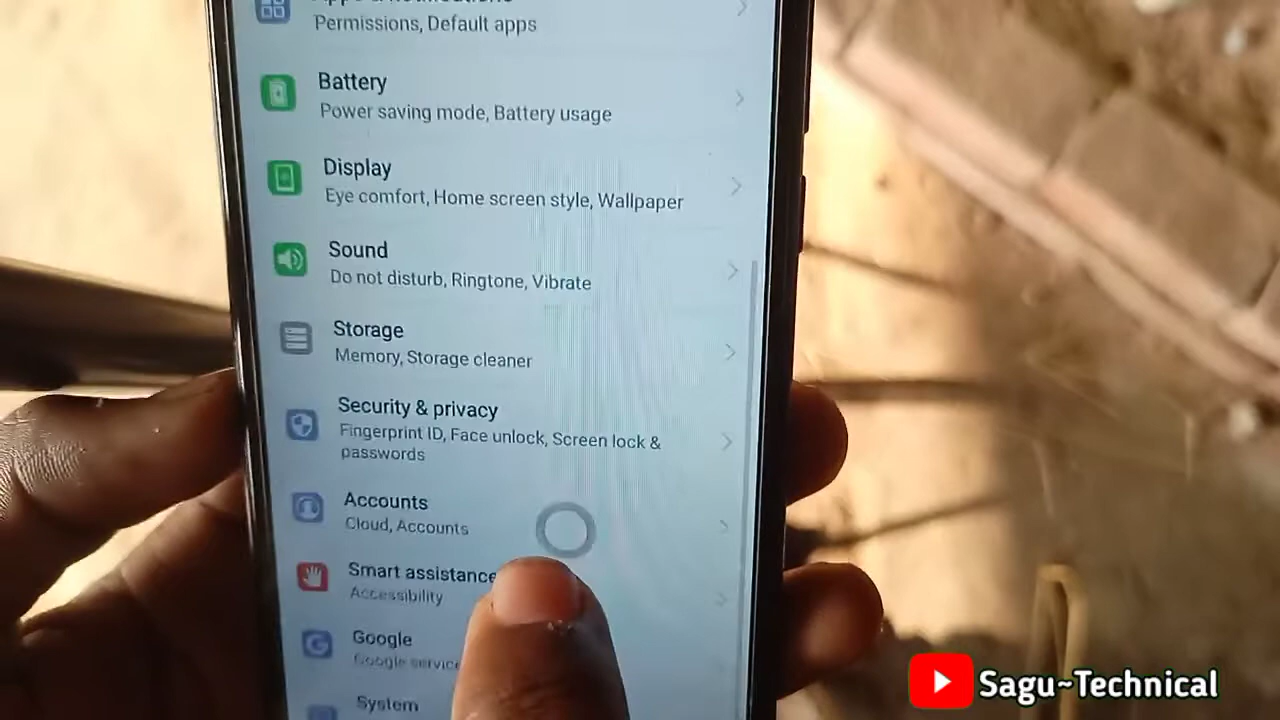 Permissions, Default apps
Battery
Power saving mode, Battery usage
Display
Eye comfort, Home screen style, Wallpaper
Sound
Do not disturb, Ringtone, Vibrate
Storage
Memory, Storage cleaner
Security & privacy
Fingerprint ID, Face unlock, Screen lock &
passwords
Accounts
Cloud, Accounts
Smart assistance
Accessibility
Google
Google service
System
Sagu~Technical